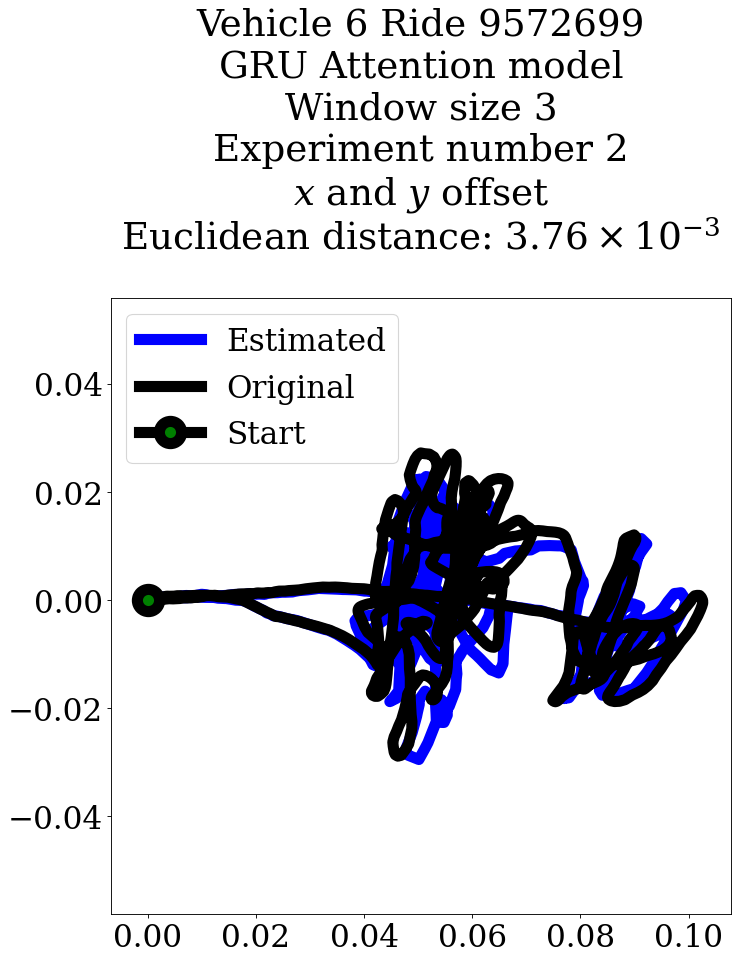 Vehicle 6 Ride 9572699
GRU Attention model
Window size 3
Experiment number 2
x and y offset
Euclidean distance: 3.76 × 10⁻³
Estimated
Original
Start
0.04
0.02
0.00
−0.02
−0.04
0.00 0.02 0.04 0.06 0.08 0.10